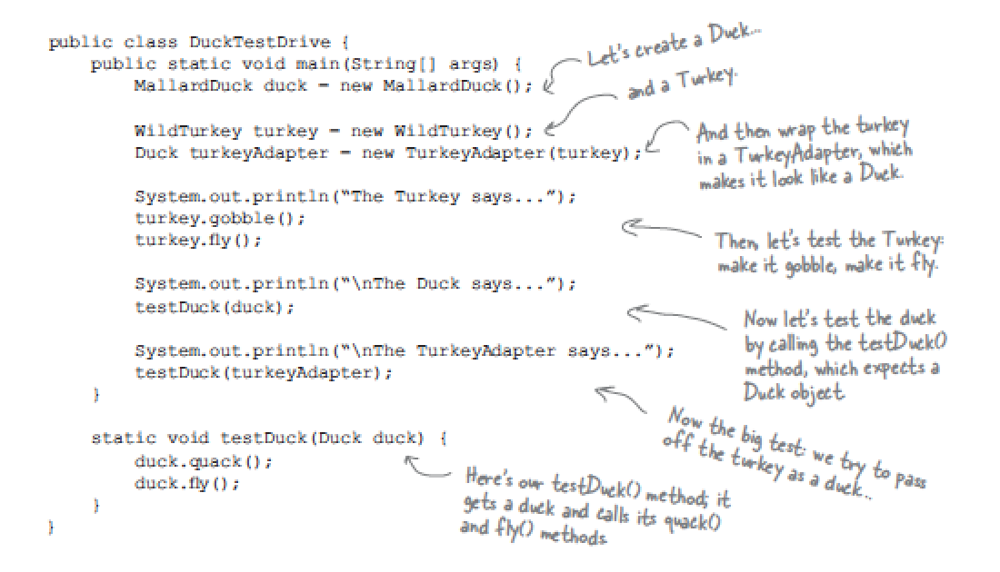 public class DuckTestDrive {
public static void main(String[] args) {
MallardDuck duck = new MallardDuck();
Let's create a Duck...
and a Turkey.
WildTurkey turkey = new WildTurkey();
Duck turkeyAdapter = new TurkeyAdapter(turkey);
And then wrap the turkey
in a TurkeyAdapter, which
makes it look like a Duck.
System.out.println(“The Turkey says...”);
turkey.gobble();
turkey.fly();
Then, let's test the Turkey:
make it gobble, make it fly.
System.out.println(“\nThe Duck says...”);
testDuck(duck);
Now let's test the duck
by calling the testDuck()
method, which expects a
Duck object.
System.out.println(“\nThe TurkeyAdapter says...”);
testDuck(turkeyAdapter);
}
Now the big test: we try to pass
off the turkey as a duck...
static void testDuck(Duck duck) {
duck.quack();
duck.fly();
}
}
Here's our testDuck() method; it
gets a duck and calls its quack()
and fly() methods.